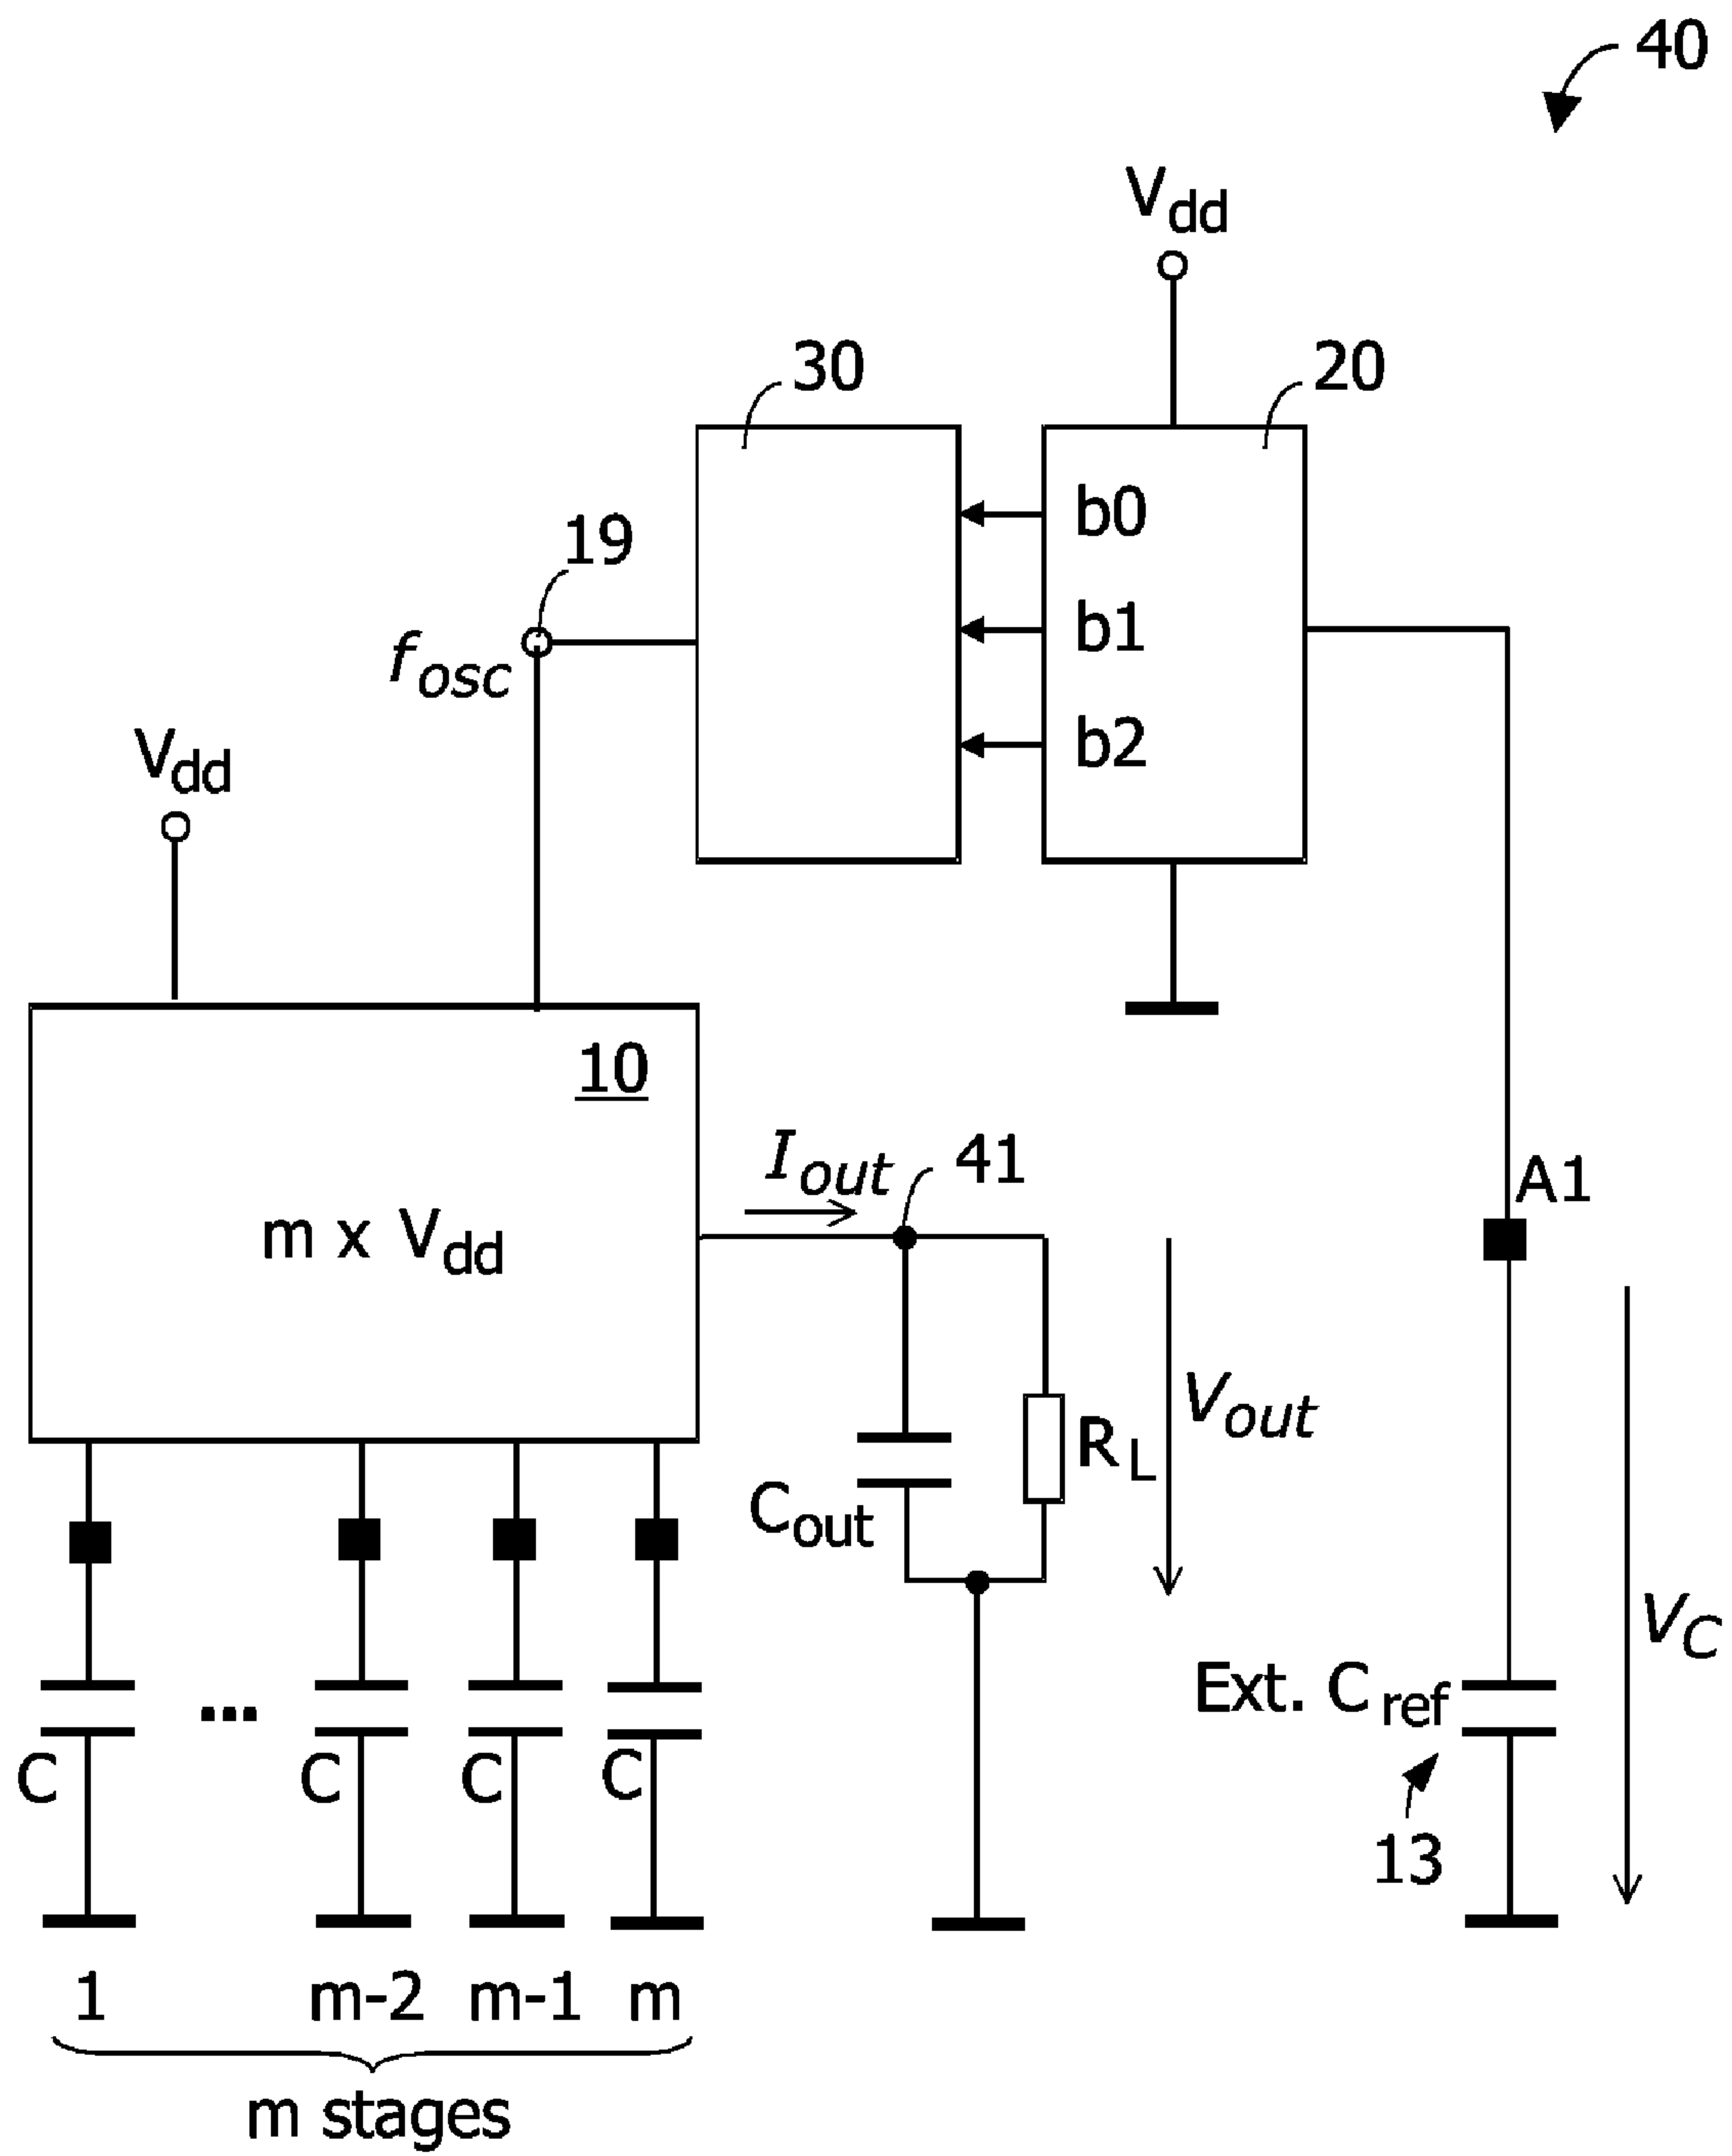 40
Vdd
30
20
b0
19
b1
fosc
b2
Vdd
10
Iout
41
m x Vdd
A1
Vout
RL
Cout
VC
Ext. Cref
C
...
C
C
C
13
1
m-2
m-1
m
m stages